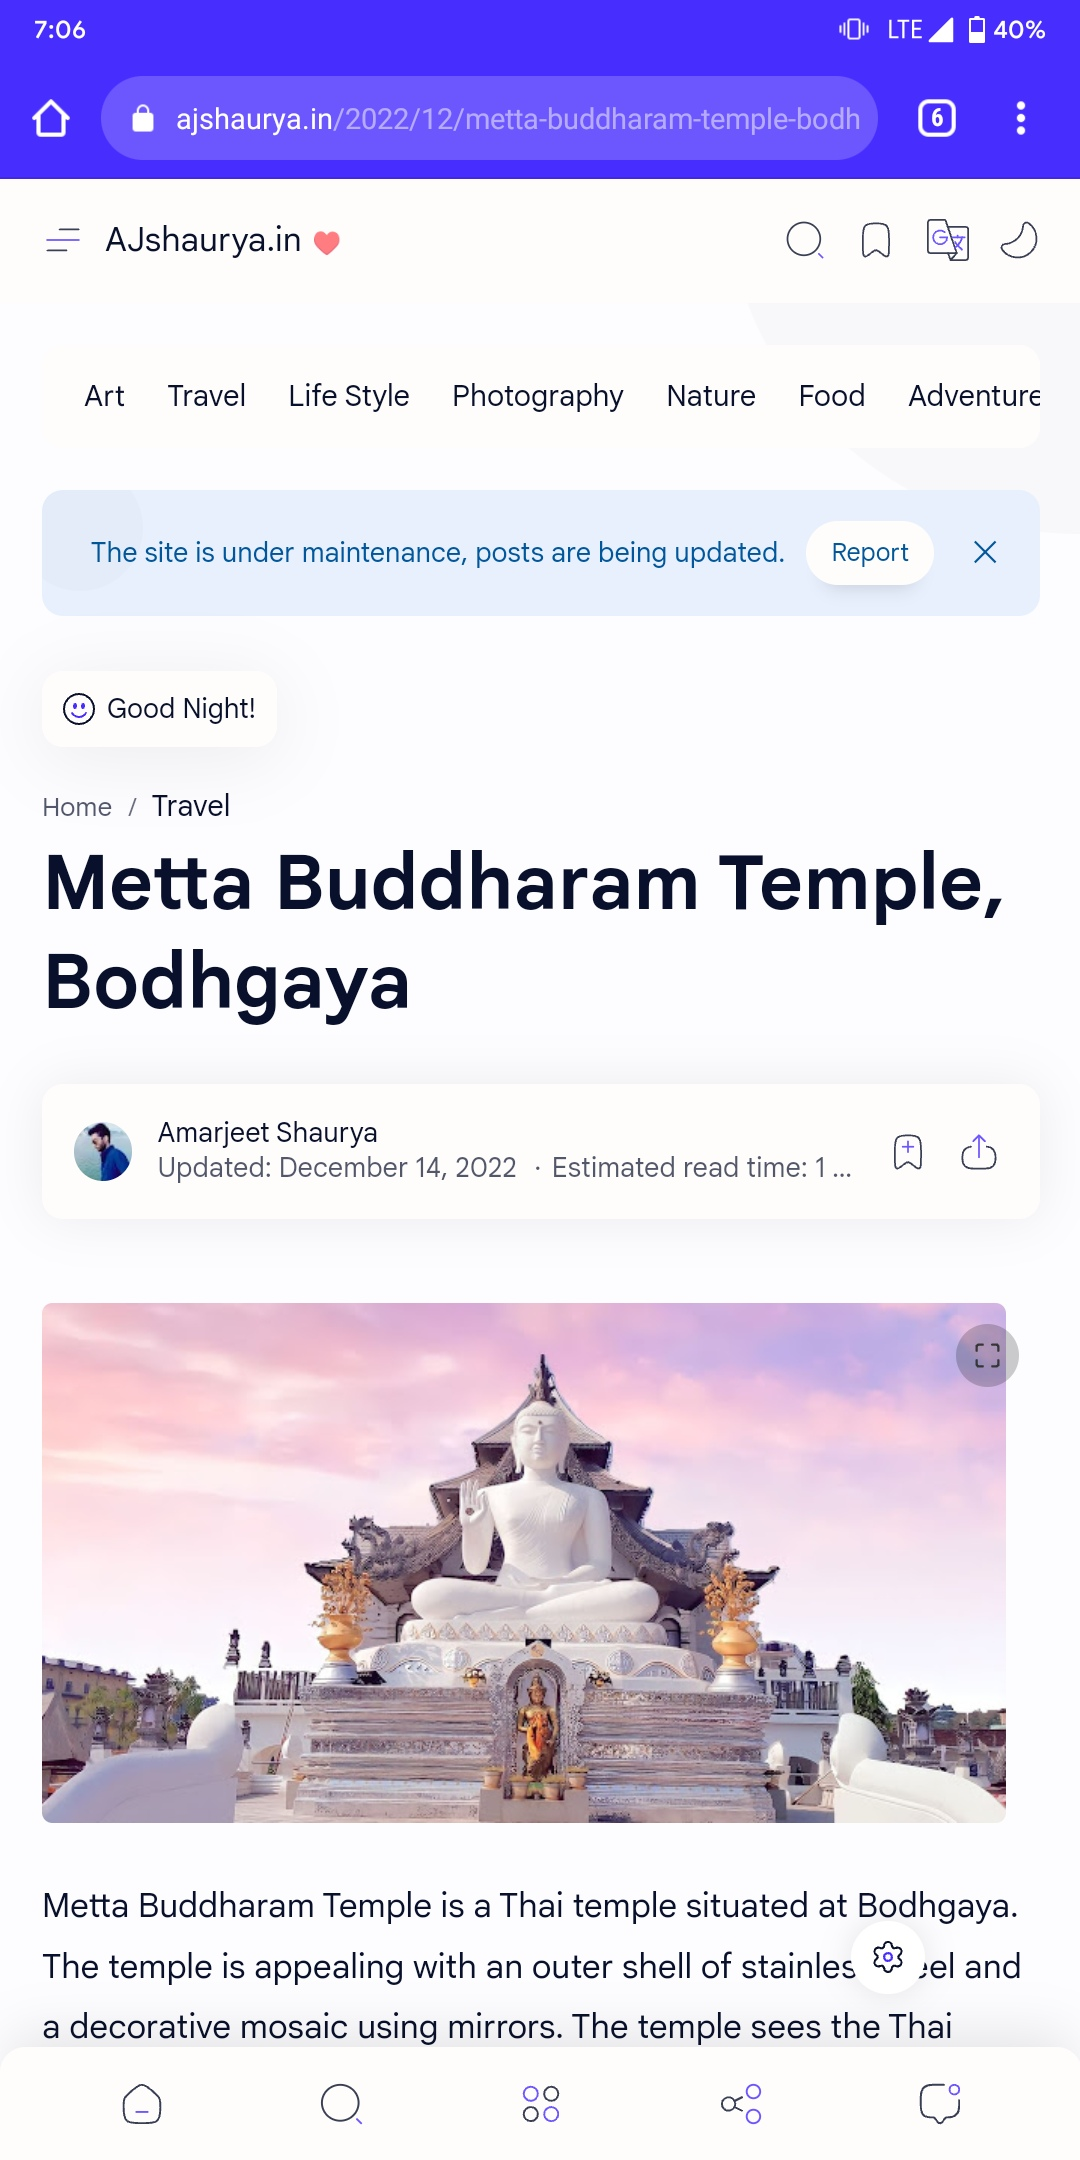 7:06
LTE
40%
ajshaurya.in/2022/12/metta-buddharam-temple-bodh
6
AJshaurya.in
Art Travel Life Style Photography Nature Food Adventure
The site is under maintenance, posts are being updated.
Report
Good Night!
Home / Travel
Metta Buddharam Temple,
Bodhgaya
Amarjeet Shaurya
Updated: December 14, 2022 · Estimated read time: 1 ...
Metta Buddharam Temple is a Thai temple situated at Bodhgaya.
The temple is appealing with an outer shell of and
a decorative mosaic using mirrors. The temple sees the Thai